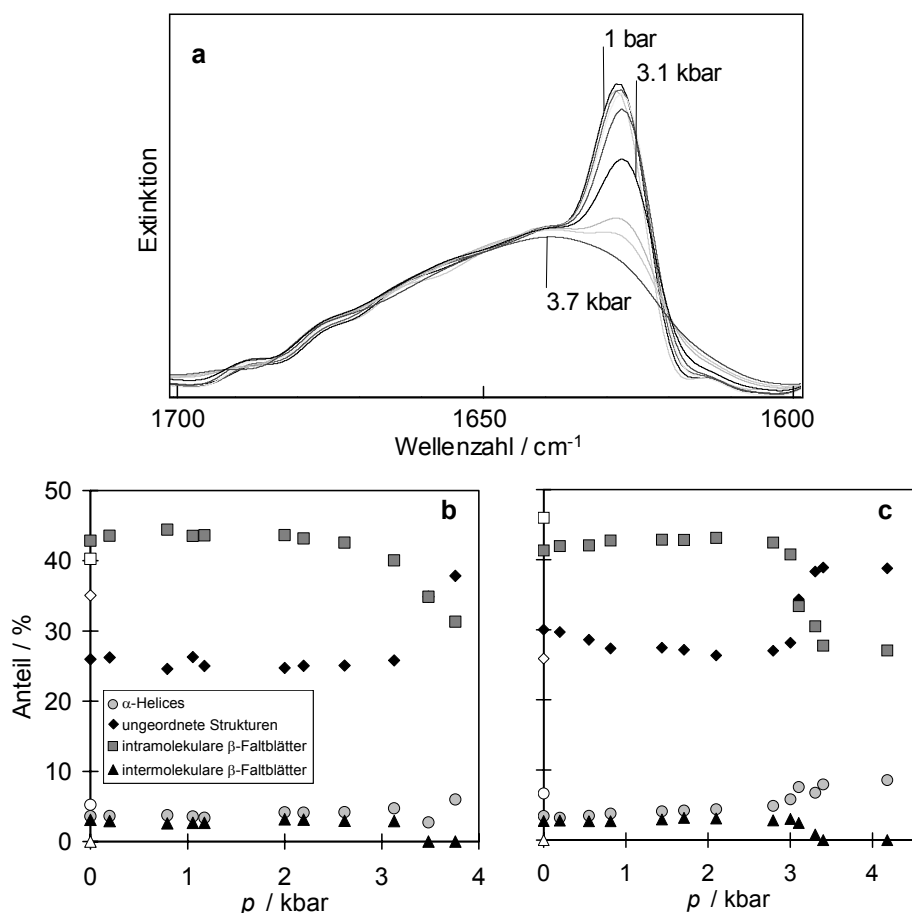 a
1 bar
3.1 kbar
3.7 kbar
Extinktion
1700
1650
1600
Wellenzahl / cm⁻¹
b
c
Anteil / %
50
40
30
20
10
0
α-Helices
ungeordnete Strukturen
intramolekulare β-Faltblätter
intermolekulare β-Faltblätter
0
1
2
3
4
p / kbar
0
1
2
3
4
p / kbar